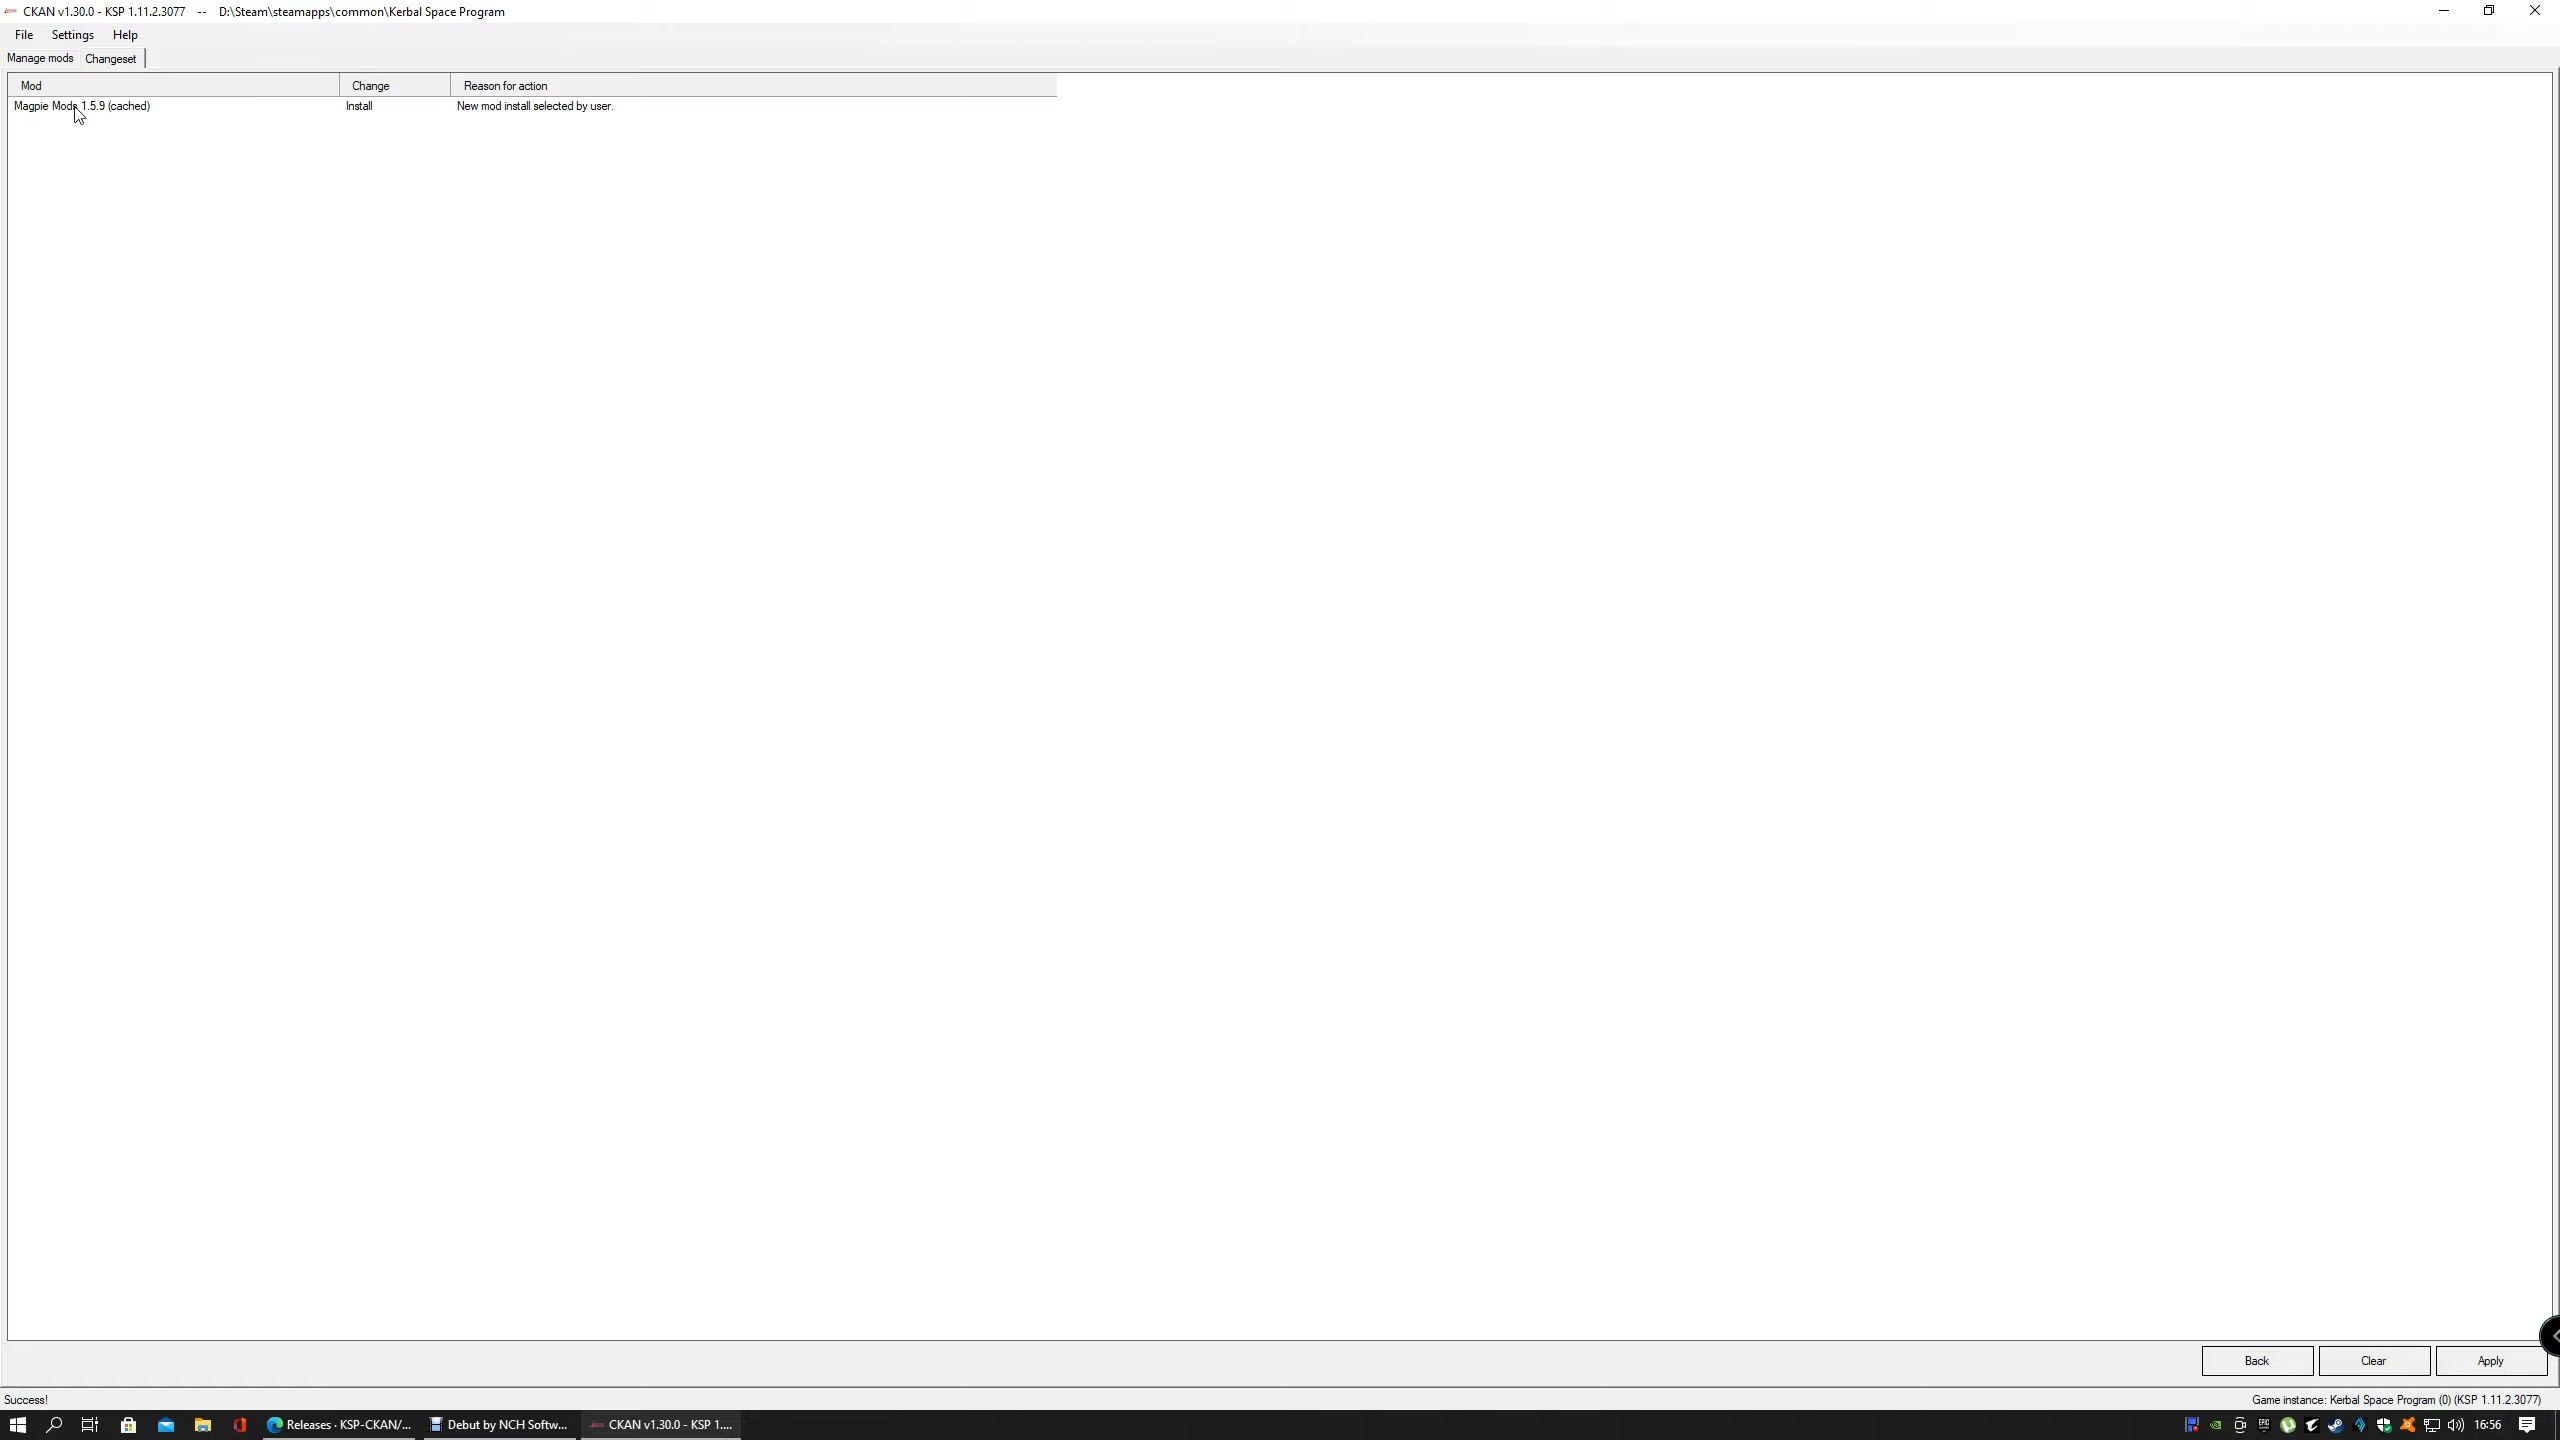 CKAN v1.30.0 - KSP 1.11.2.3077 -- D:\Steam\steamapps\common\Kerbal Space Program
File Settings Help
Manage mods Changeset
Mod Change Reason for action
Magpie Mods 1.5.9 (cached) Install New mod install selected by user.
Back Clear Apply
Success! Game instance: Kerbal Space Program (0) (KSP 1.11.2.3077)
Releases · KSP-CKAN/... Debut by NCH Softw... CKAN v1.30.0 - KSP 1.... 16:56